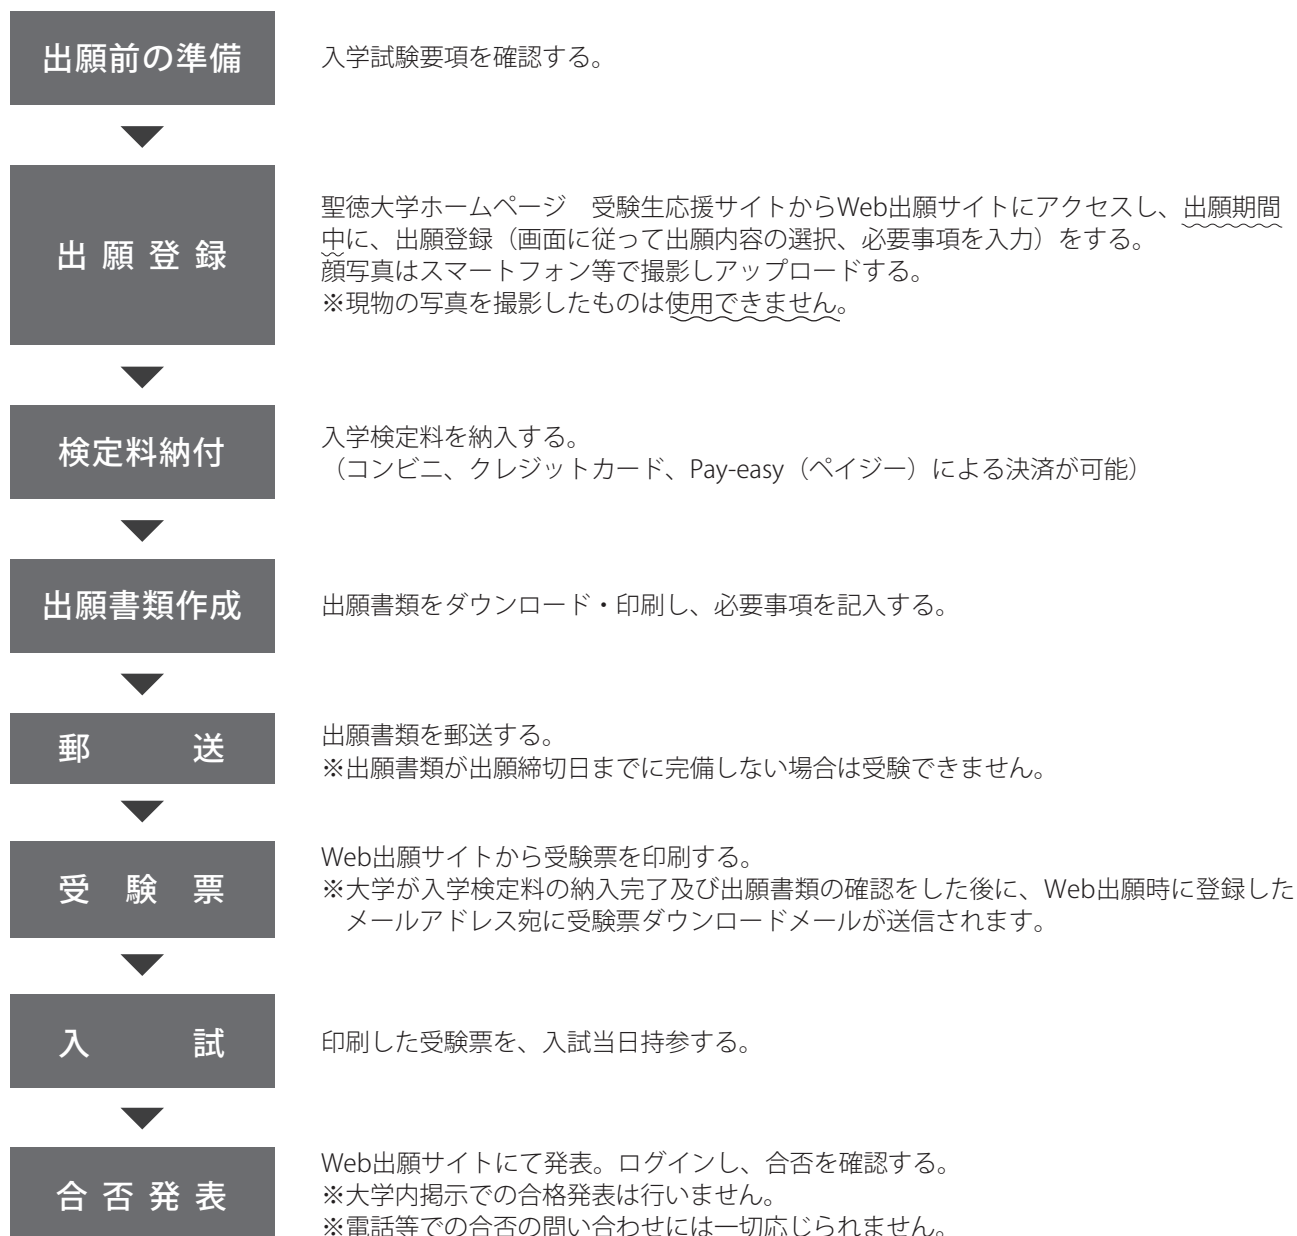 出願前の準備
入学試験要項を確認する。
出願登録
聖徳大学ホームページ　受験生応援サイトからWeb出願サイトにアクセスし、出願期間
中に、出願登録（画面に従って出願内容の選択、必要事項を入力）をする。
顔写真はスマートフォン等で撮影しアップロードする。
※現物の写真を撮影したものは使用できません。
検定料納付
入学検定料を納入する。
（コンビニ、クレジットカード、Pay-easy（ペイジー）による決済が可能）
出願書類作成
出願書類をダウンロード・印刷し、必要事項を記入する。
郵送
出願書類を郵送する。
※出願書類が出願締切日までに完備しない場合は受験できません。
受験票
Web出願サイトから受験票を印刷する。
※大学が入学検定料の納入完了及び出願書類の確認をした後に、Web出願時に登録した
メールアドレス宛に受験票ダウンロードメールが送信されます。
入試
印刷した受験票を、入試当日持参する。
合否発表
Web出願サイトにて発表。ログインし、合否を確認する。
※大学内掲示での合格発表は行いません。
※電話等での合否の問い合わせには一切応じられません。